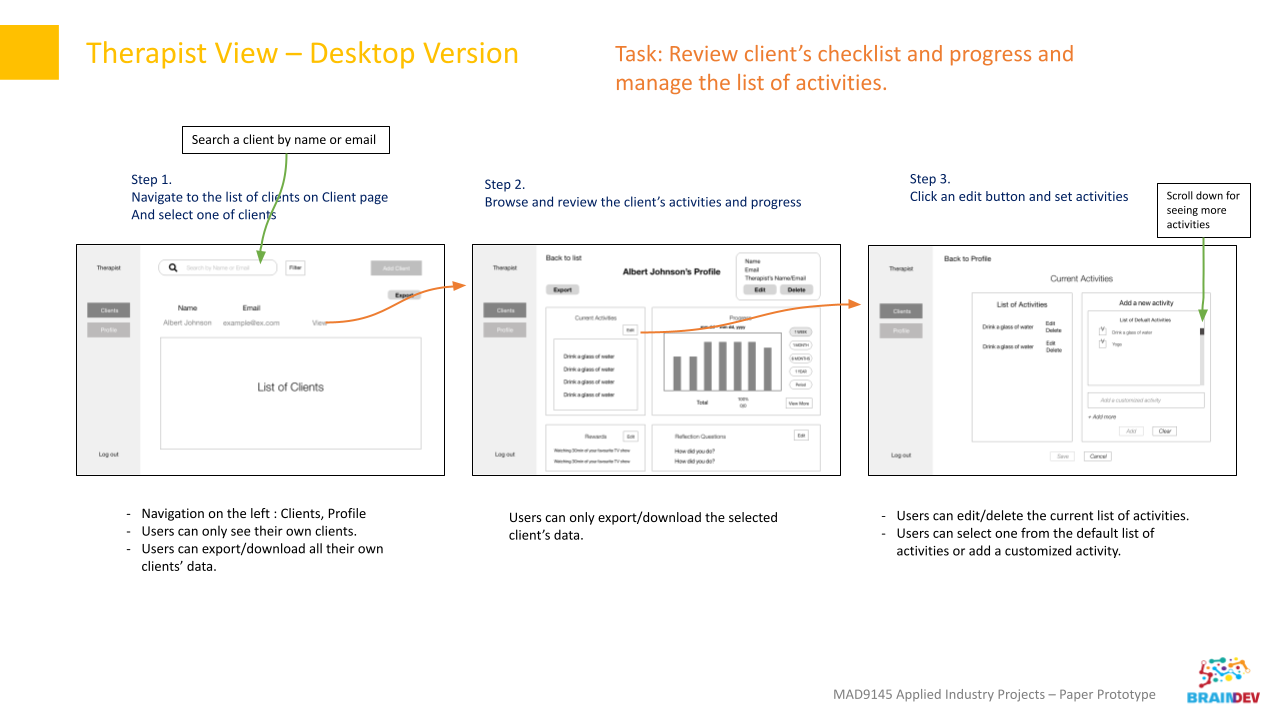 Therapist View – Desktop Version
Task: Review client's checklist and progress and
manage the list of activities.
Search a client by name or email
Step 1.
Navigate to the list of clients on Client page
And select one of clients
Step 2.
Browse and review the client's activities and progress
Step 3.
Click an edit button and set activities
Scroll down for
seeing more
activities
Therapist
Clients
Profile
Log out
Search by Name or Email
Filter
Add Client
Export
Name
Email
Albert Johnson
example@ex.com
View
List of Clients
Therapist
Clients
Profile
Log out
Back to list
Albert Johnson's Profile
Name
Email
Therapist's Name/Email
Edit
Delete
Export
Current Activities
Edit
Drink a glass of water
Drink a glass of water
Drink a glass of water
Drink a glass of water
Progress
1 WEEK
1 MONTH
3 MONTHS
1 YEAR
Period
Total
100%
View More
Rewards
Edit
Watching 30min of your favourite TV show
Watching 30min of your favourite TV show
Reflection Questions
Edit
How did you do?
How did you do?
Therapist
Clients
Profile
Log out
Back to Profile
Current Activities
List of Activities
Drink a glass of water
Edit
Delete
Drink a glass of water
Edit
Delete
Add a new activity
List of Defualt Activities
V
Drink a glass of water
V
Yoga
Add a customized activity
+ Add more
Add
Clear
Save
Cancel
- Navigation on the left : Clients, Profile
- Users can only see their own clients.
- Users can export/download all their own
clients' data.
Users can only export/download the selected
client's data.
- Users can edit/delete the current list of activities.
- Users can select one from the default list of
activities or add a customized activity.
MAD9145 Applied Industry Projects – Paper Prototype
BRAINDEV